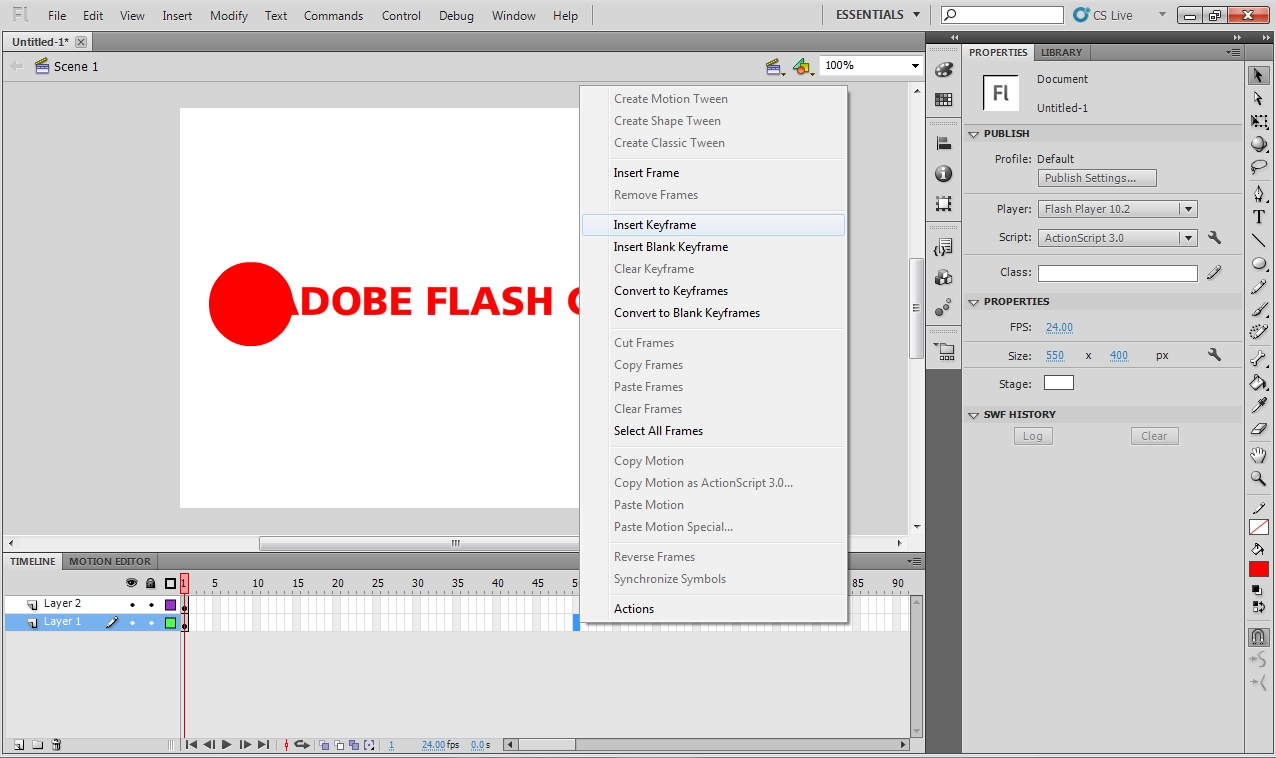 Fl File Edit View Insert Modify Text Commands Control Debug Window Help ESSENTIALS CS Live
Untitled-1*
Scene 1
100%
Create Motion Tween
Create Shape Tween
Create Classic Tween
Insert Frame
Remove Frames
Insert Keyframe
Insert Blank Keyframe
Clear Keyframe
Convert to Keyframes
Convert to Blank Keyframes
Cut Frames
Copy Frames
Paste Frames
Clear Frames
Select All Frames
Copy Motion
Copy Motion as ActionScript 3.0...
Paste Motion
Paste Motion Special...
Reverse Frames
Synchronize Symbols
Actions
ADOBE FLASH
PROPERTIES LIBRARY
Fl
Document
Untitled-1
PUBLISH
Profile: Default
Publish Settings...
Player: Flash Player 10.2
Script: ActionScript 3.0
Class:
PROPERTIES
FPS: 24.00
Size: 550 x 400 px
Stage:
SWF HISTORY
Log Clear
T
TIMELINE MOTION EDITOR
1 5 10 15 20 25 30 35 40 45 85 90
Layer 2
Layer 1
1 24.00 fps 0.0 s